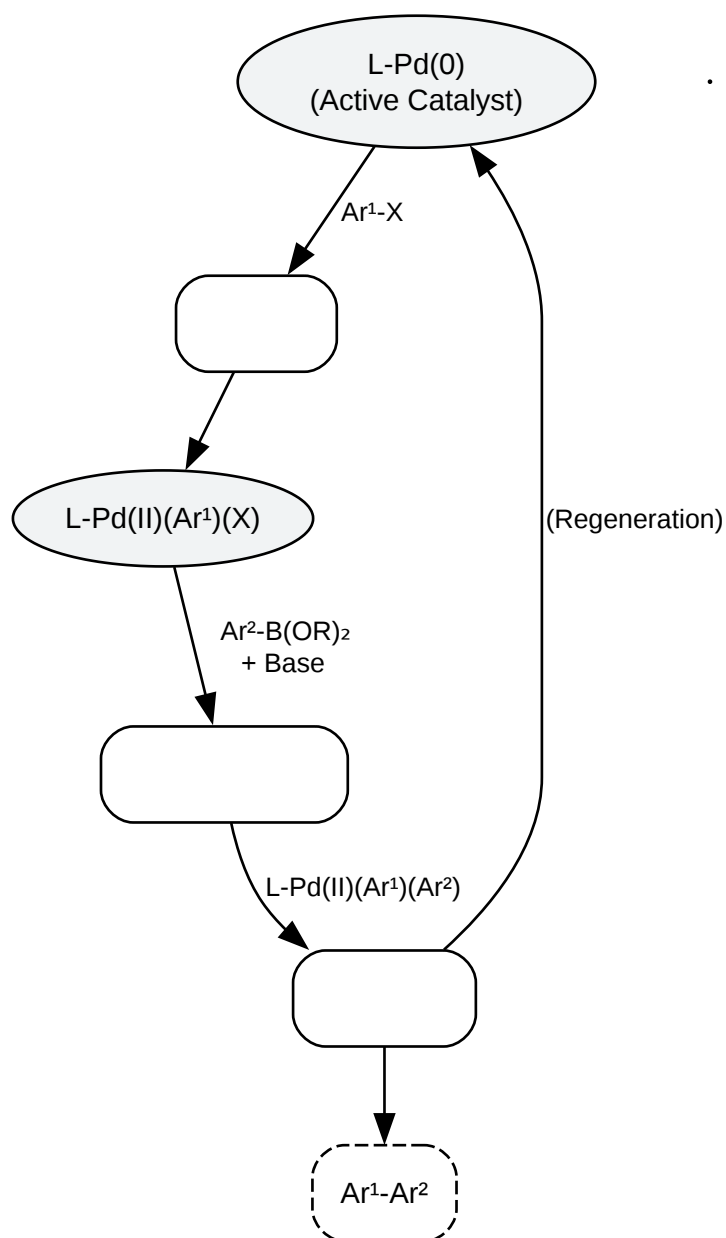 L-Pd(0)
(Active Catalyst)
.
Ar¹-X
L-Pd(II)(Ar¹)(X)
(Regeneration)
Ar²-B(OR)₂
+ Base
L-Pd(II)(Ar¹)(Ar²)
Ar¹-Ar²